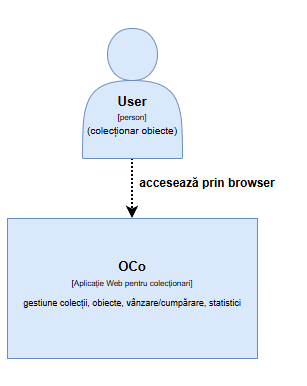 User
[person]
(colecționar obiecte)
accesează prin browser
OCo
[Aplicație Web pentru colecționari]
gestiune colecții, obiecte, vânzare/cumpărare, statistici